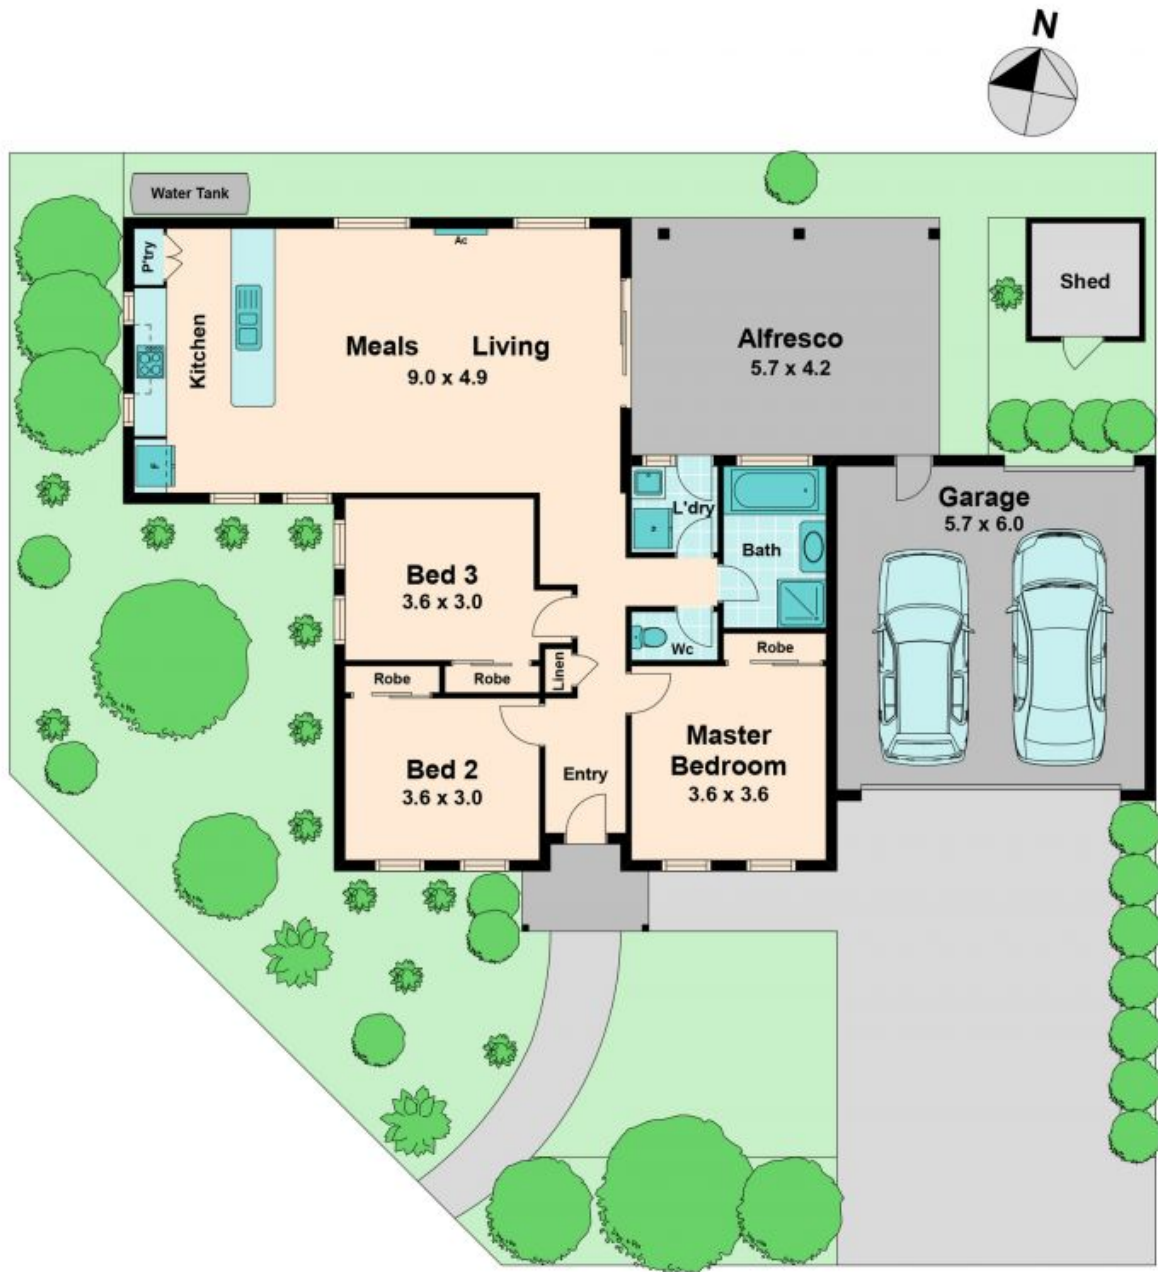 N
Water Tank
P'try
Ac
Shed
Kitchen
Meals Living
9.0 x 4.9
Alfresco
5.7 x 4.2
F
L'dry
Garage
5.7 x 6.0
Bath
Bed 3
3.6 x 3.0
Wc
Robe
Linen
Robe
Robe
Master
Bedroom
3.6 x 3.6
Bed 2
3.6 x 3.0
Entry